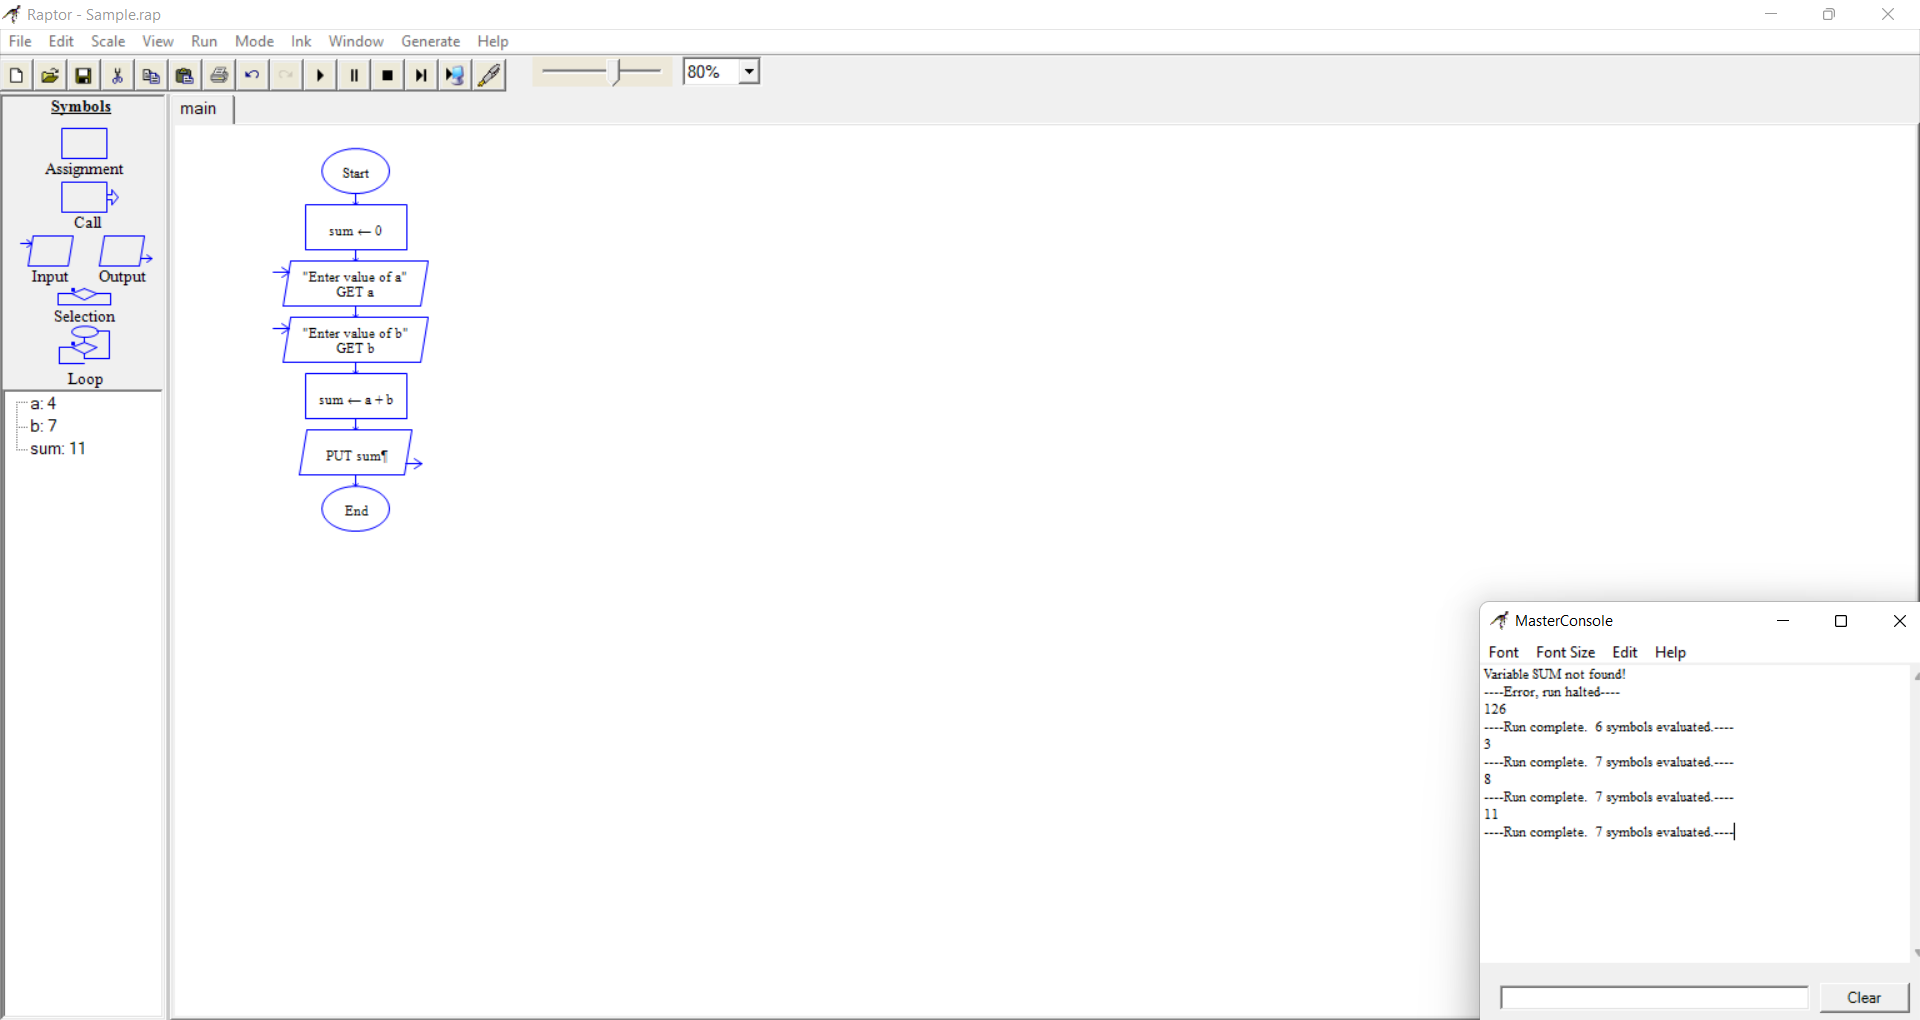 Raptor - Sample.rap
File Edit Scale View Run Mode Ink Window Generate Help
80%
Symbols
main
Assignment
Call
Input Output
Selection
Loop
a: 4
b: 7
sum: 11
Start
sum ← 0
"Enter value of a"
GET a
"Enter value of b"
GET b
sum ← a + b
PUT sum¶
End
MasterConsole
Font Font Size Edit Help
Variable SUM not found!
----Error, run halted----
126
----Run complete. 6 symbols evaluated.----
3
----Run complete. 7 symbols evaluated.----
8
----Run complete. 7 symbols evaluated.----
11
----Run complete. 7 symbols evaluated.----
Clear